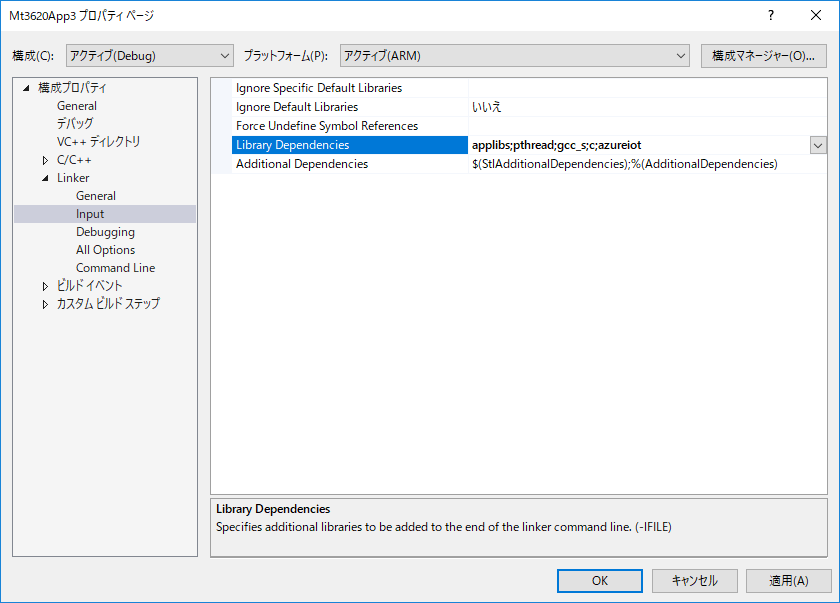 Mt3620App3 プロパティ ページ
? ×
構成(C): アクティブ(Debug) プラットフォーム(P): アクティブ(ARM) 構成マネージャー(O)...
構成プロパティ
General
デバッグ
VC++ ディレクトリ
C/C++
Linker
General
Input
Debugging
All Options
Command Line
ビルド イベント
カスタム ビルド ステップ
Ignore Specific Default Libraries
Ignore Default Libraries いいえ
Force Undefine Symbol References
Library Dependencies applibs;pthread;gcc_s;c;azureiot
Additional Dependencies $(StlAdditionalDependencies);%(AdditionalDependencies)
Library Dependencies
Specifies additional libraries to be added to the end of the linker command line. (-lFILE)
OK キャンセル 適用(A)